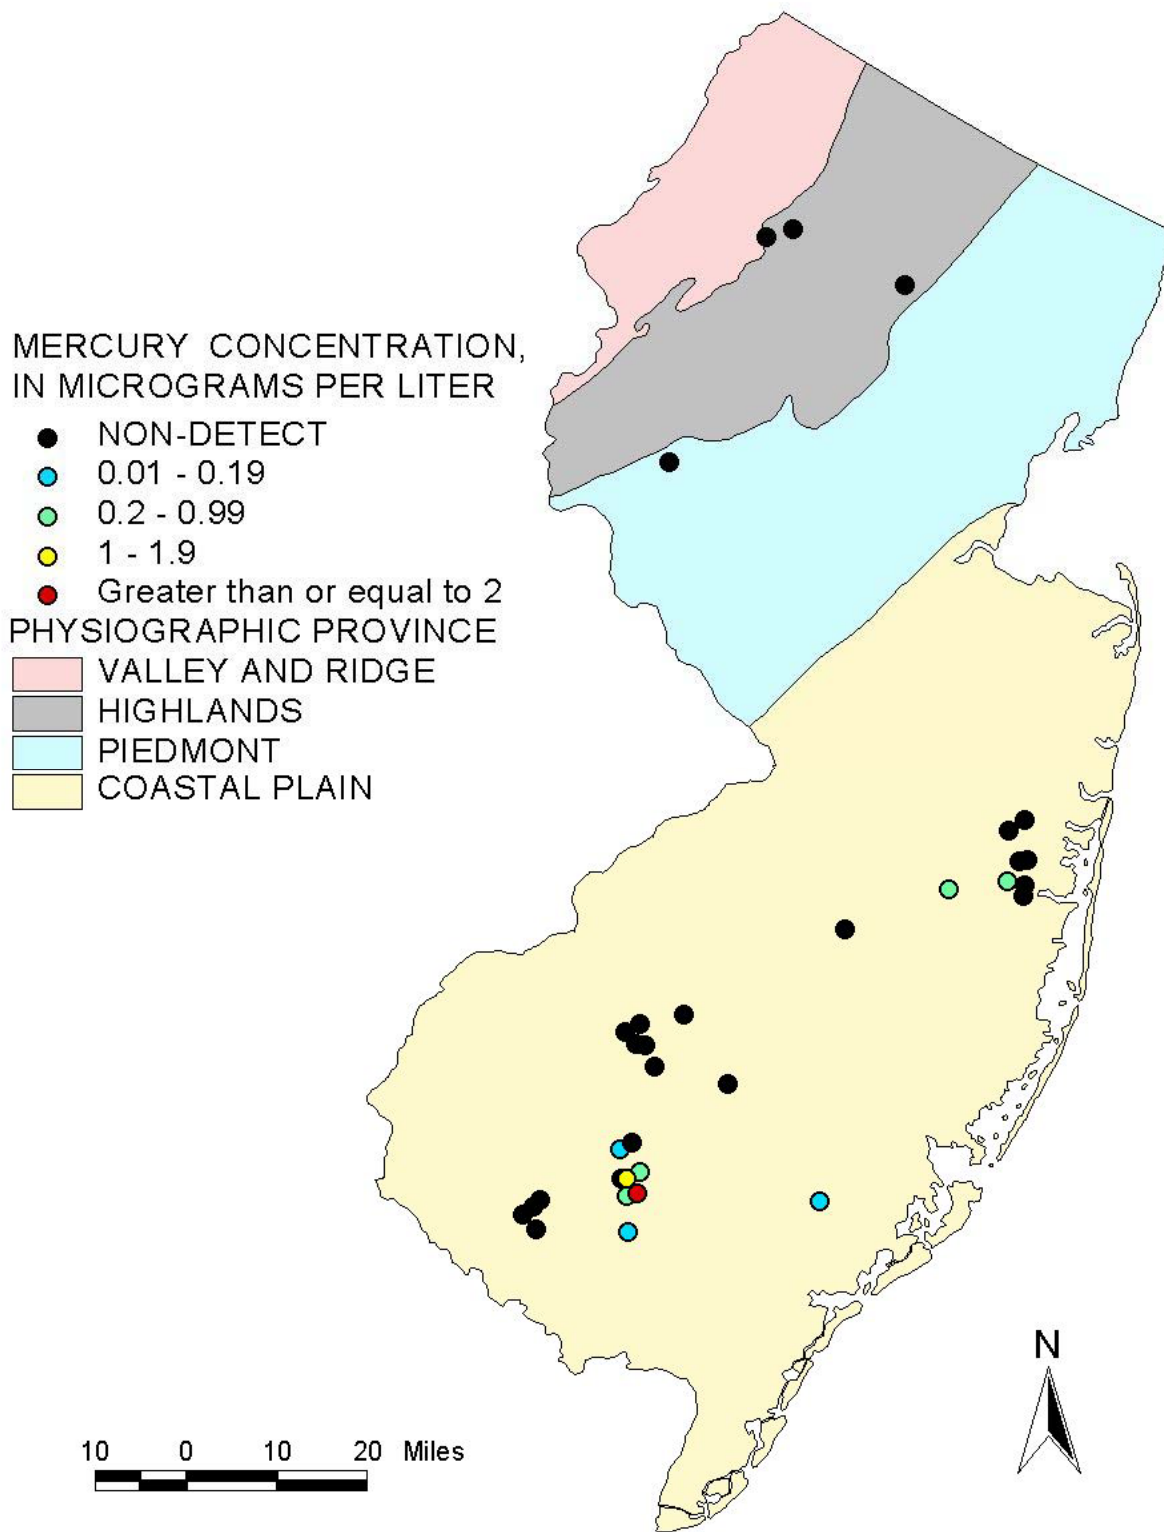 MERCURY CONCENTRATION,
IN MICROGRAMS PER LITER
NON-DETECT
0.01 - 0.19
0.2 - 0.99
1 - 1.9
Greater than or equal to 2
PHYSIOGRAPHIC PROVINCE
VALLEY AND RIDGE
HIGHLANDS
PIEDMONT
COASTAL PLAIN
N
10 0 10 20 Miles